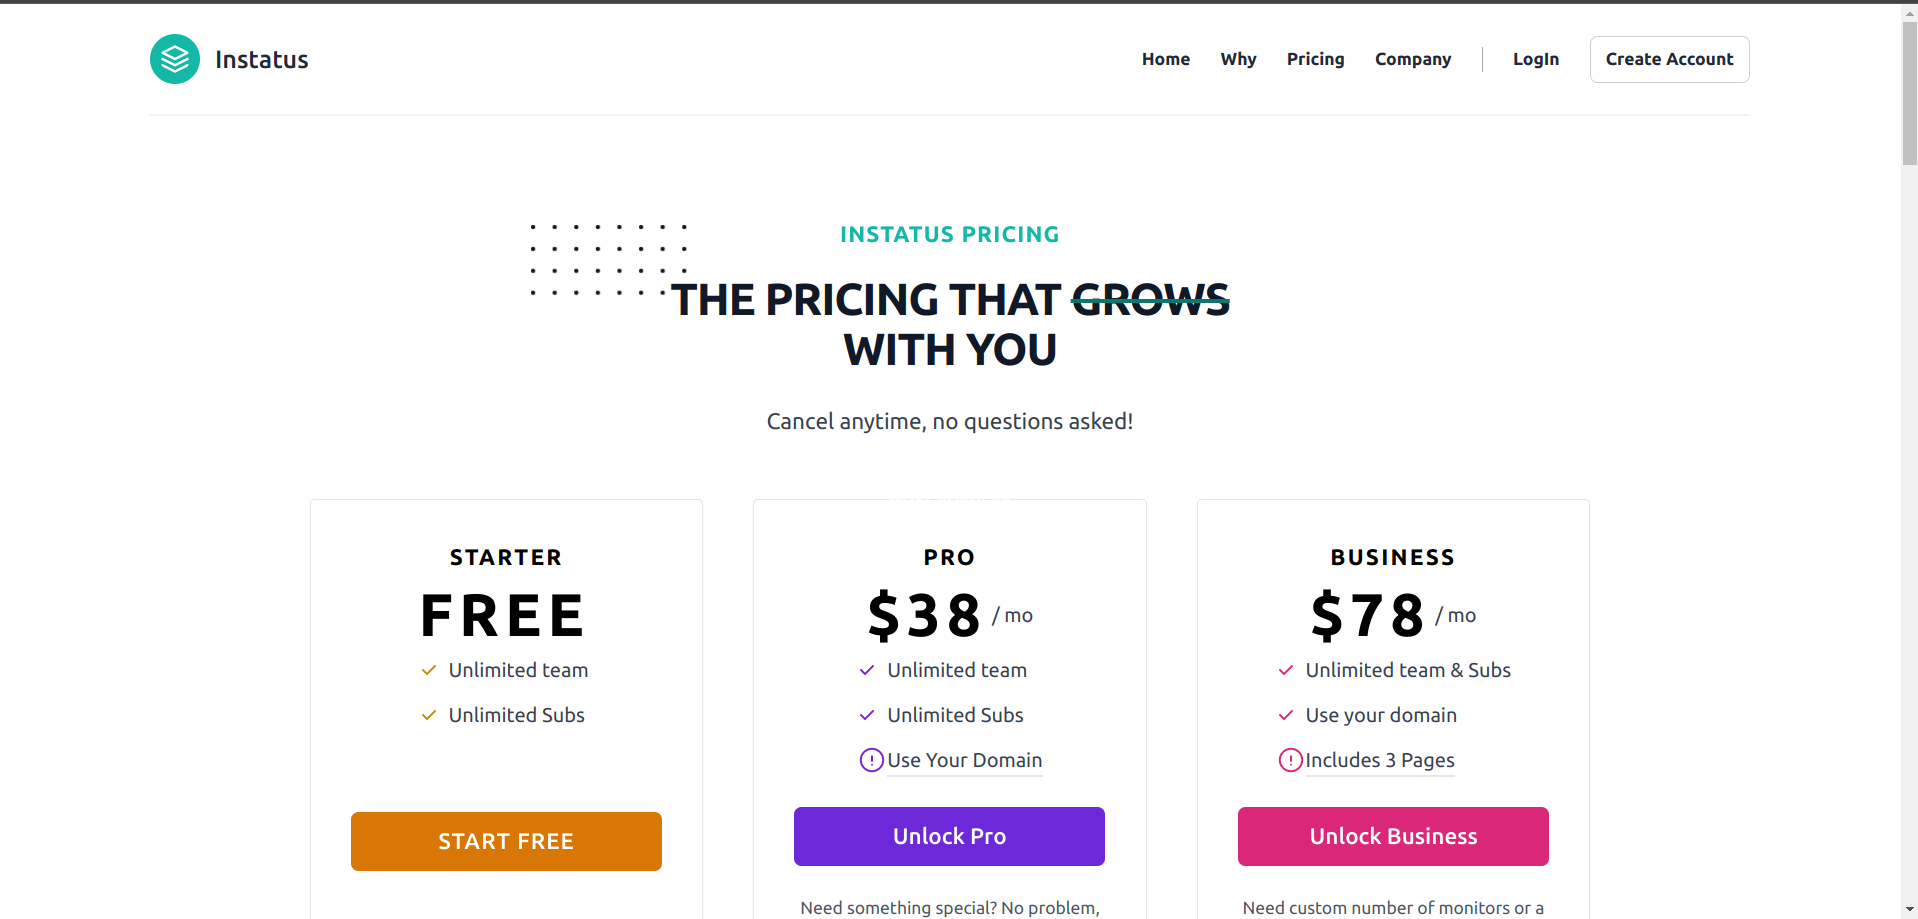 Instatus
Home Why Pricing Company LogIn Create Account
INSTATUS PRICING
THE PRICING THAT GROWS
WITH YOU
Cancel anytime, no questions asked!
STARTER
FREE
Unlimited team
Unlimited Subs
START FREE
PRO
$38 / mo
Unlimited team
Unlimited Subs
Use Your Domain
Unlock Pro
Need something special? No problem,
BUSINESS
$78 / mo
Unlimited team & Subs
Use your domain
Includes 3 Pages
Unlock Business
Need custom number of monitors or a